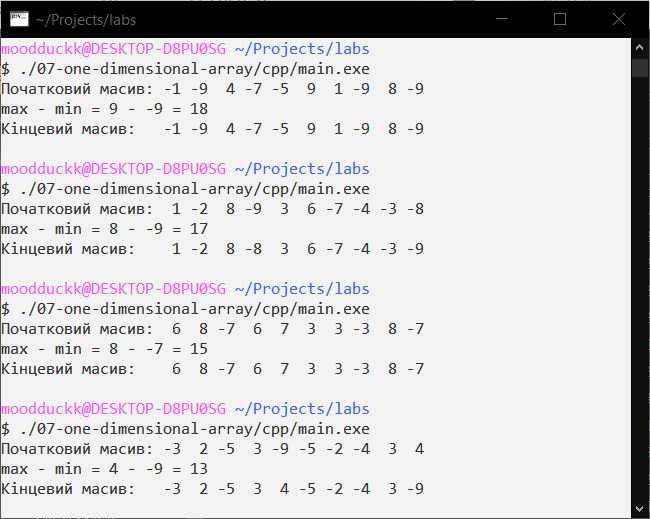 ~/Projects/labs
moodduckk@DESKTOP-D8PU0SG ~/Projects/labs
$ ./07-one-dimensional-array/cpp/main.exe
Початковий масив: -1 -9  4 -7 -5  9  1 -9  8 -9
max - min = 9 - -9 = 18
Кінцевий масив:   -1 -9  4 -7 -5  9  1 -9  8 -9
moodduckk@DESKTOP-D8PU0SG ~/Projects/labs
$ ./07-one-dimensional-array/cpp/main.exe
Початковий масив:  1 -2  8 -9  3  6 -7 -4 -3 -8
max - min = 8 - -9 = 17
Кінцевий масив:    1 -2  8 -8  3  6 -7 -4 -3 -9
moodduckk@DESKTOP-D8PU0SG ~/Projects/labs
$ ./07-one-dimensional-array/cpp/main.exe
Початковий масив:  6  8 -7  6  7  3  3 -3  8 -7
max - min = 8 - -7 = 15
Кінцевий масив:    6  8 -7  6  7  3  3 -3  8 -7
moodduckk@DESKTOP-D8PU0SG ~/Projects/labs
$ ./07-one-dimensional-array/cpp/main.exe
Початковий масив: -3  2 -5  3 -9 -5 -2 -4  3  4
max - min = 4 - -9 = 13
Кінцевий масив:   -3  2 -5  3  4 -5 -2 -4  3 -9